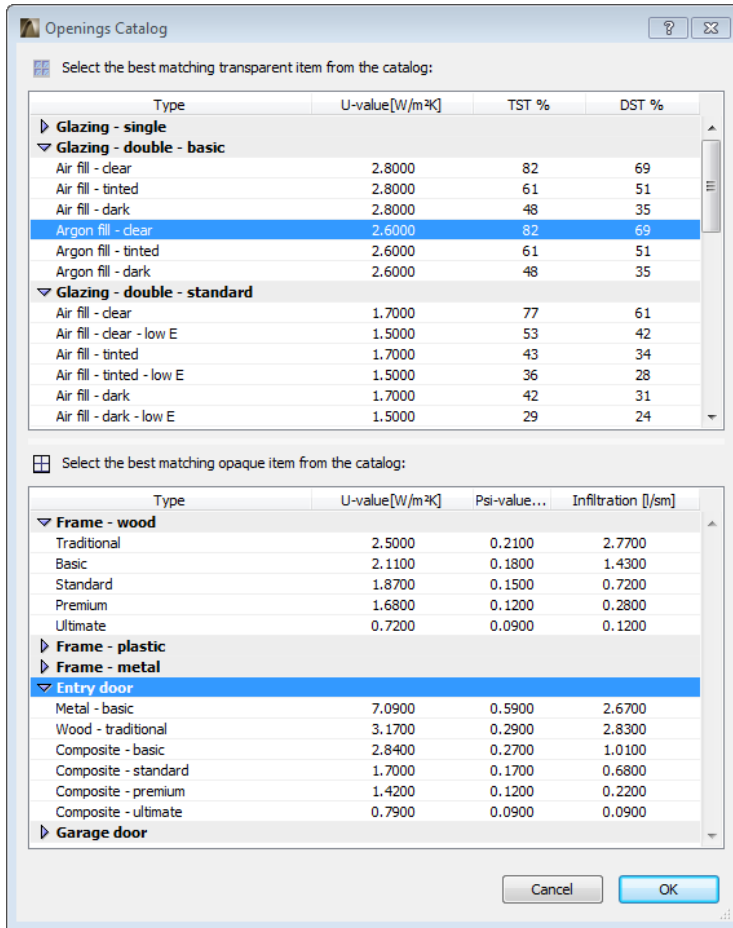 Openings Catalog
Select the best matching transparent item from the catalog:
Type U-value[W/m²K] TST % DST %
Glazing - single
Glazing - double - basic
Air fill - clear 2.8000 82 69
Air fill - tinted 2.8000 61 51
Air fill - dark 2.8000 48 35
Argon fill - clear 2.6000 82 69
Argon fill - tinted 2.6000 61 51
Argon fill - dark 2.6000 48 35
Glazing - double - standard
Air fill - clear 1.7000 77 61
Air fill - clear - low E 1.5000 53 42
Air fill - tinted 1.7000 43 34
Air fill - tinted - low E 1.5000 36 28
Air fill - dark 1.7000 42 31
Air fill - dark - low E 1.5000 29 24
Select the best matching opaque item from the catalog:
Type U-value[W/m²K] Psi-value... Infiltration [l/sm]
Frame - wood
Traditional 2.5000 0.2100 2.7700
Basic 2.1100 0.1800 1.4300
Standard 1.8700 0.1500 0.7200
Premium 1.6800 0.1200 0.2800
Ultimate 0.7200 0.0900 0.1200
Frame - plastic
Frame - metal
Entry door
Metal - basic 7.0900 0.5900 2.6700
Wood - traditional 3.1700 0.2900 2.8300
Composite - basic 2.8400 0.2700 1.0100
Composite - standard 1.7000 0.1700 0.6800
Composite - premium 1.4200 0.1200 0.2200
Composite - ultimate 0.7900 0.0900 0.0900
Garage door
Cancel OK